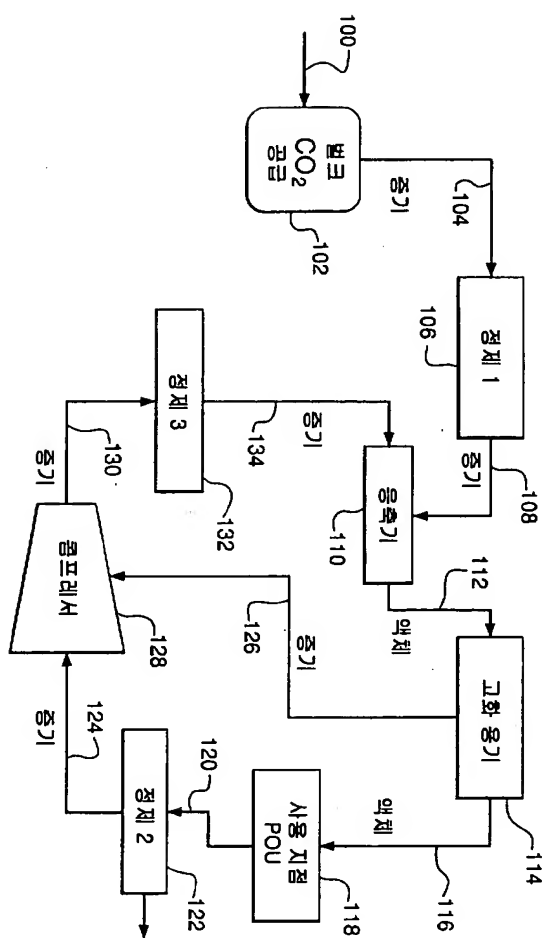 100
벌크
CO2
공급
102
증기
104
정제 1
106
증기
108
응축기
110
액체
112
고화 용기
114
액체
116
사용 지점
POU
118
120
정제 2
122
증기
124
증기
126
콤프레서
128
증기
130
정제 3
132
증기
134